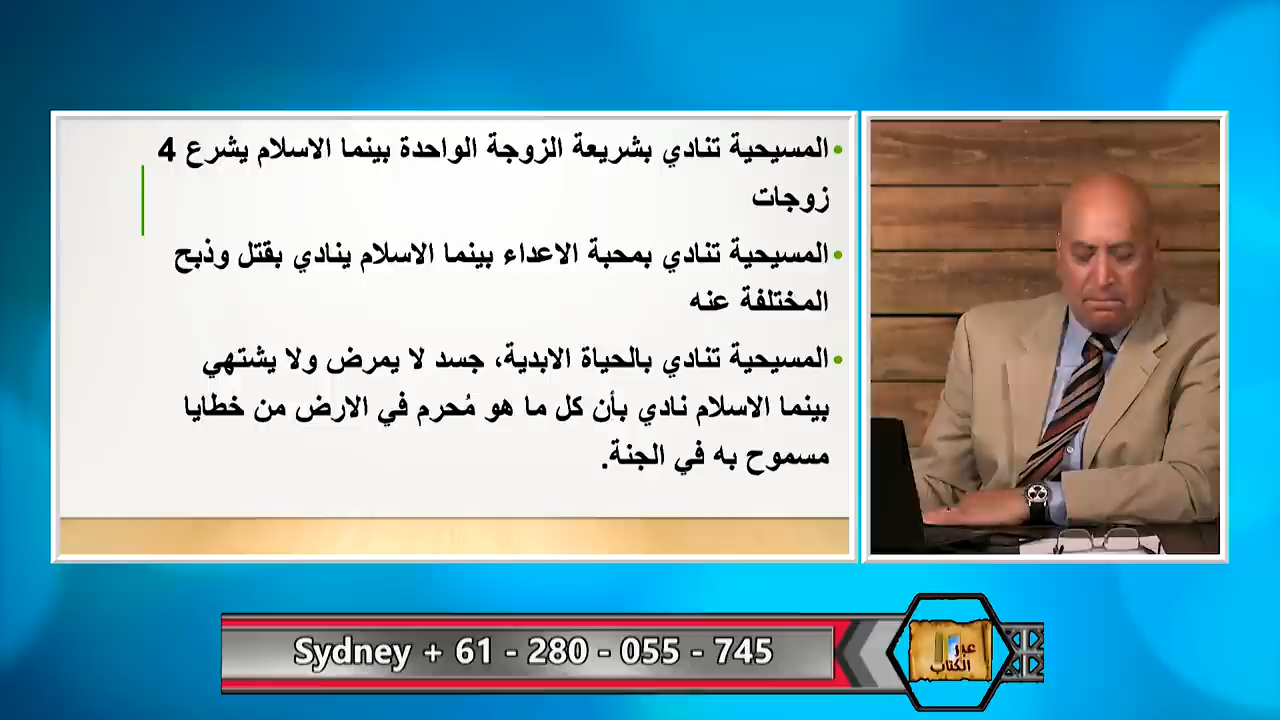 المسيحية تنادي بشريعة الزوجة الواحدة بينما الاسلام يشرع 4
زوجات
المسيحية تنادي بمحبة الاعداء بينما الاسلام ينادي بقتل وذبح
المختلفة عنه
المسيحية تنادي بالحياة الابدية، جسد لا يمرض ولا يشتهي
بينما الاسلام نادي بأن كل ما هو مُحرم في الارض من خطايا
مسموح به في الجنة.
Sydney + 61 - 280 - 055 - 745
عبر
الكتاب